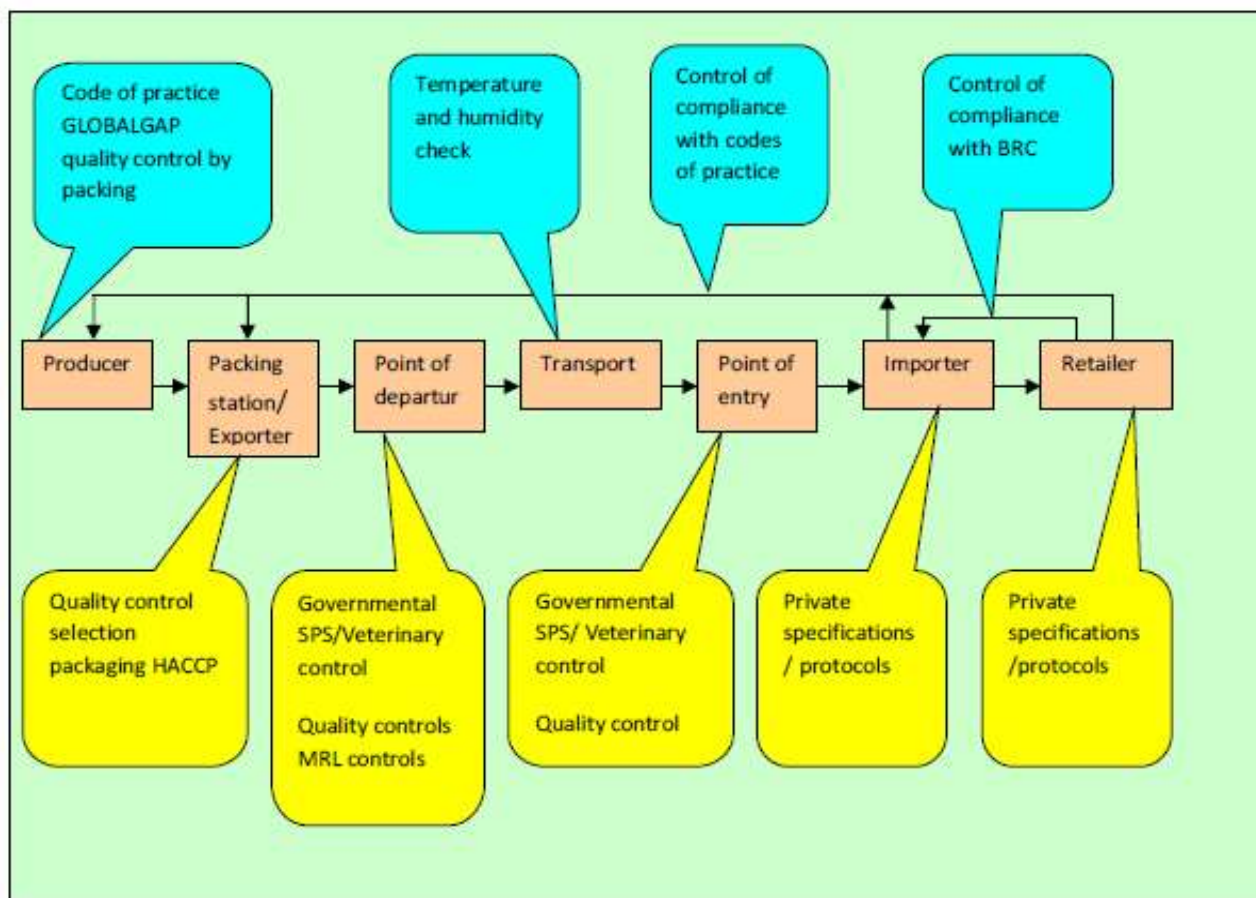 Code of practice
GLOBALGAP
quality control by
packing
Temperature
and humidity
check
Control of
compliance
with codes
of practice
Control of
compliance
with BRC
Producer
Packing
station/
Exporter
Point of
departur
Transport
Point of
entry
Importer
Retailer
Quality control
selection
packaging HACCP
Governmental
SPS/Veterinary
control
Quality controls
MRL controls
Governmental
SPS/ Veterinary
control
Quality control
Private
specifications
/ protocols
Private
specifications
/protocols